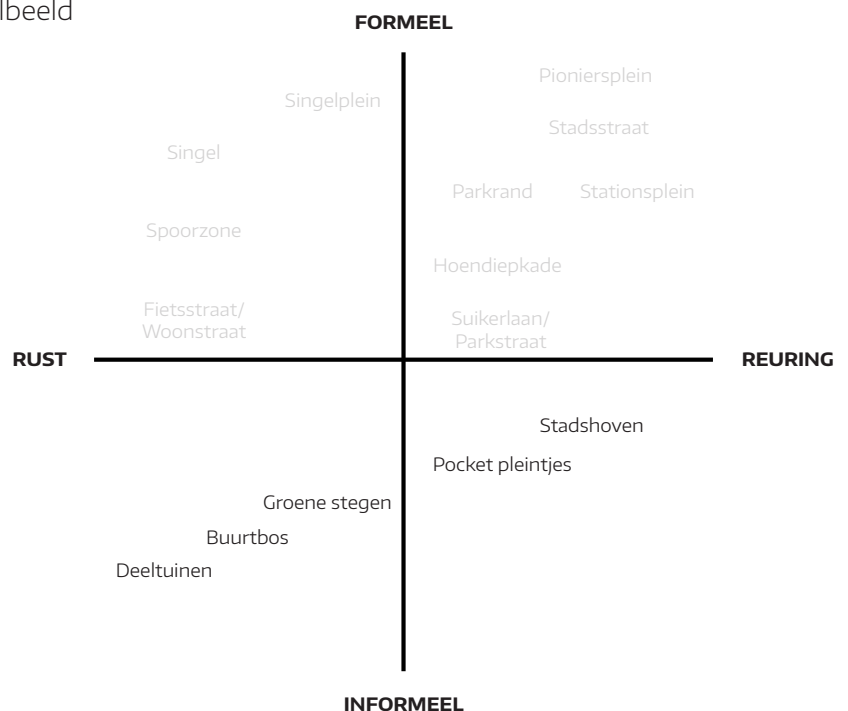 lbeeld
FORMEEL
Pioniersplein
Singelplein
Stadsstraat
Singel
Parkrand
Stationsplein
Spoorzone
Hoendiepkade
Fietsstraat/
Woonstraat
Suikerlaan/
Parkstraat
RUST
REURING
Stadshoven
Pocket pleintjes
Groene stegen
Buurtbos
Deeltuinen
INFORMEEL